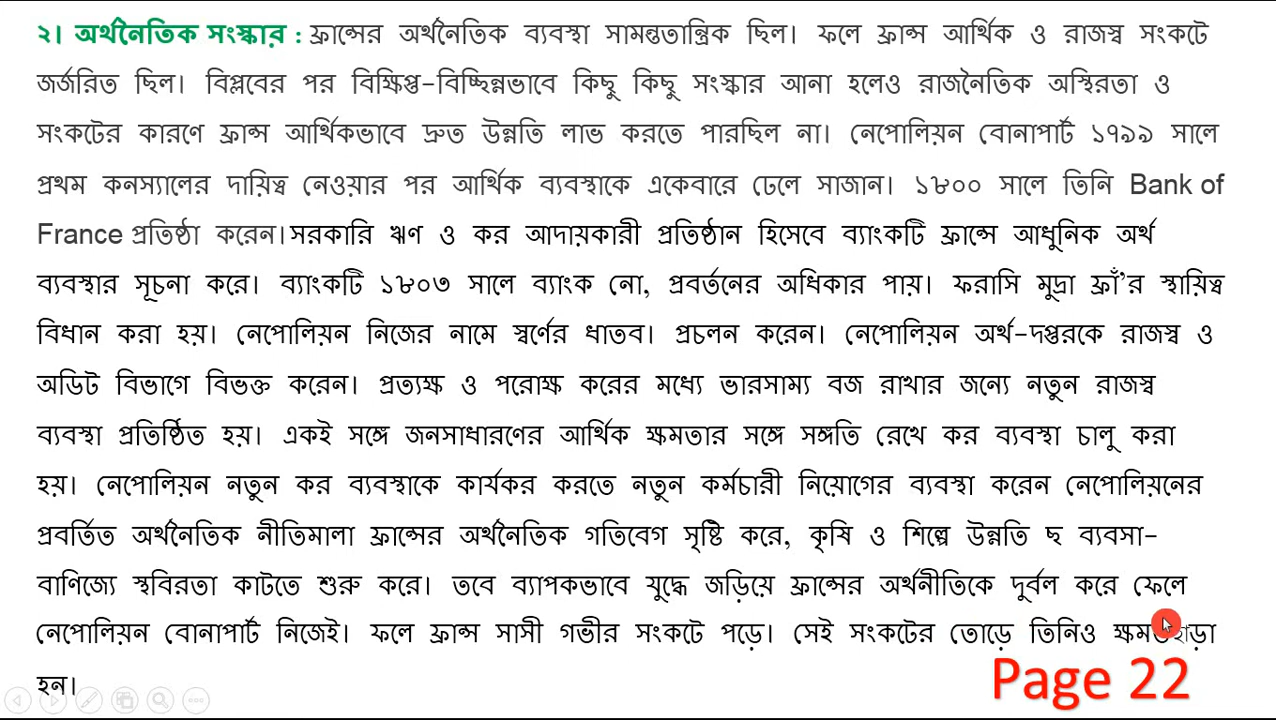 ২। অর্থনৈতিক সংস্কার : ফ্রান্সের অর্থনৈতিক ব্যবস্থা সামন্ততান্ত্রিক ছিল। ফলে ফ্রান্স আর্থিক ও রাজস্ব সংকটে
জর্জরিত ছিল। বিপ্লবের পর বিক্ষিপ্ত-বিচ্ছিন্নভাবে কিছু কিছু সংস্কার আনা হলেও রাজনৈতিক অস্থিরতা ও
সংকটের কারণে ফ্রান্স আর্থিকভাবে দ্রুত উন্নতি লাভ করতে পারছিল না। নেপোলিয়ন বোনাপার্ট ১৭৯৯ সালে
প্রথম কনস্যালের দায়িত্ব নেওয়ার পর আর্থিক ব্যবস্থাকে একেবারে ঢেলে সাজান। ১৮০০ সালে তিনি Bank of
France প্রতিষ্ঠা করেন। সরকারি ঋণ ও কর আদায়কারী প্রতিষ্ঠান হিসেবে ব্যাংকটি ফ্রান্সে আধুনিক অর্থ
ব্যবস্থার সূচনা করে। ব্যাংকটি ১৮০৩ সালে ব্যাংক নো, প্রবর্তনের অধিকার পায়। ফরাসি মুদ্রা ফ্রাঁ’র স্থায়িত্ব
বিধান করা হয়। নেপোলিয়ন নিজের নামে স্বর্ণের ধাতব। প্রচলন করেন। নেপোলিয়ন অর্থ-দপ্তরকে রাজস্ব ও
অডিট বিভাগে বিভক্ত করেন। প্রত্যক্ষ ও পরোক্ষ করের মধ্যে ভারসাম্য বজ রাখার জন্যে নতুন রাজস্ব
ব্যবস্থা প্রতিষ্ঠিত হয়। একই সঙ্গে জনসাধারণের আর্থিক ক্ষমতার সঙ্গে সঙ্গতি রেখে কর ব্যবস্থা চালু করা
হয়। নেপোলিয়ন নতুন কর ব্যবস্থাকে কার্যকর করতে নতুন কর্মচারী নিয়োগের ব্যবস্থা করেন নেপোলিয়নের
প্রবর্তিত অর্থনৈতিক নীতিমালা ফ্রান্সের অর্থনৈতিক গতিবেগ সৃষ্টি করে, কৃষি ও শিল্পে উন্নতি ছ ব্যবসা-
বাণিজ্যে স্থবিরতা কাটতে শুরু করে। তবে ব্যাপকভাবে যুদ্ধে জড়িয়ে ফ্রান্সের অর্থনীতিকে দুর্বল করে ফেলে
নেপোলিয়ন বোনাপার্ট নিজেই। ফলে ফ্রান্স সাসী গভীর সংকটে পড়ে। সেই সংকটের তোড়ে তিনিও ক্ষমতাহাড়া
হন।
Page 22